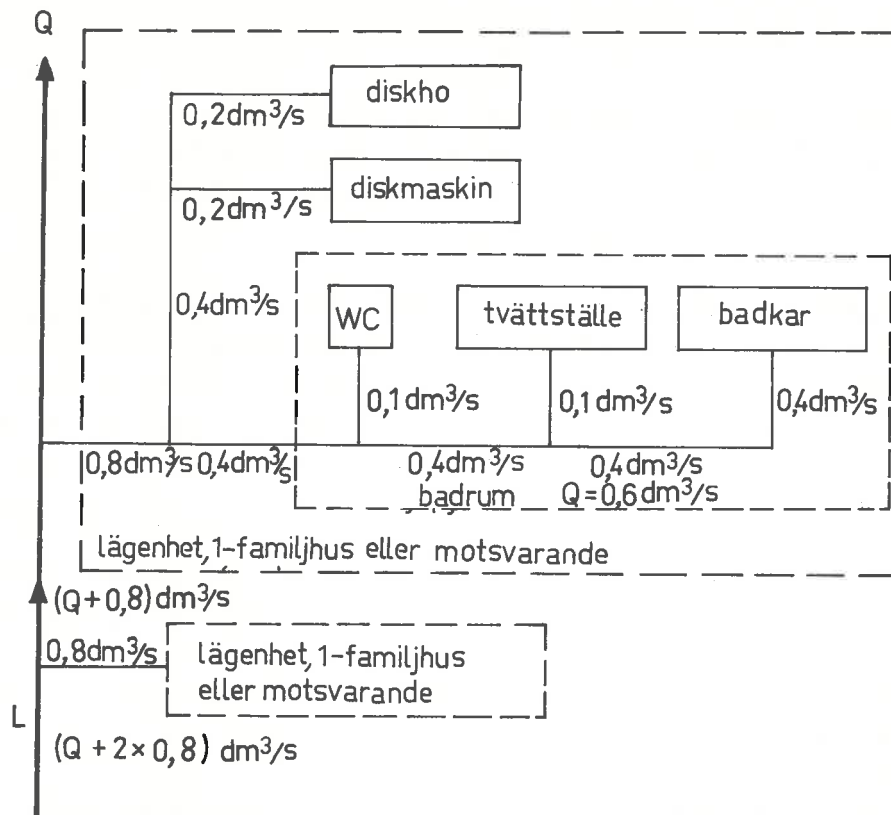 Q
diskho
0,2dm³/s
diskmaskin
0,2dm³/s
0,4dm³/s
WC
tvättställe
badkar
0,1dm³/s
0,1dm³/s
0,4dm³/s
0,8dm³/s 0,4dm³/s
0,4dm³/s
0,4dm³/s
badrum
Q=0,6dm³/s
lägenhet, 1-familjhus eller motsvarande
(Q+0,8) dm³/s
0,8dm³/s
lägenhet, 1-familjhus
eller motsvarande
L
(Q + 2 × 0,8) dm³/s